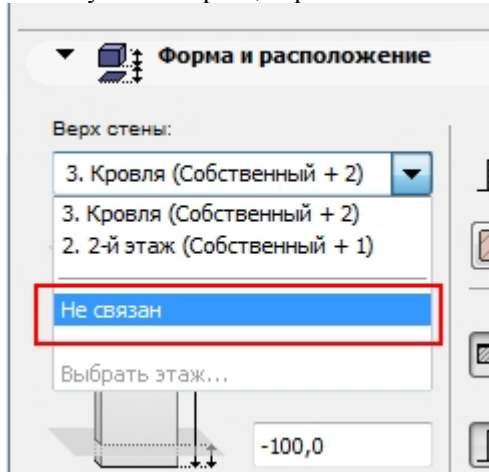 Форма и расположение
Верх стены:
3. Кровля (Собственный + 2)
3. Кровля (Собственный + 2)
2. 2-й этаж (Собственный + 1)
Не связан
Выбрать этаж...
-100,0